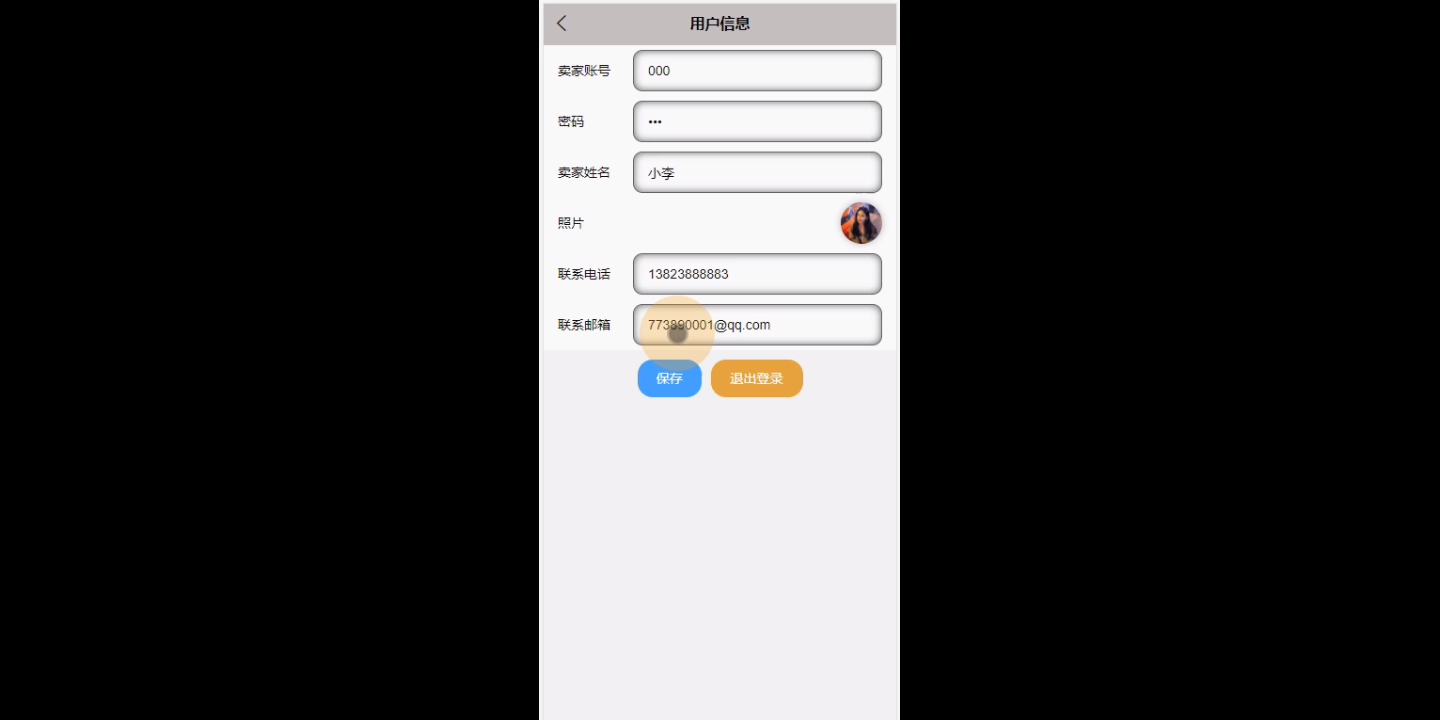 用户信息
卖家账号 000
密码 •••
卖家姓名 小李
照片
联系电话 13823888883
联系邮箱 773890001@qq.com
保存 退出登录